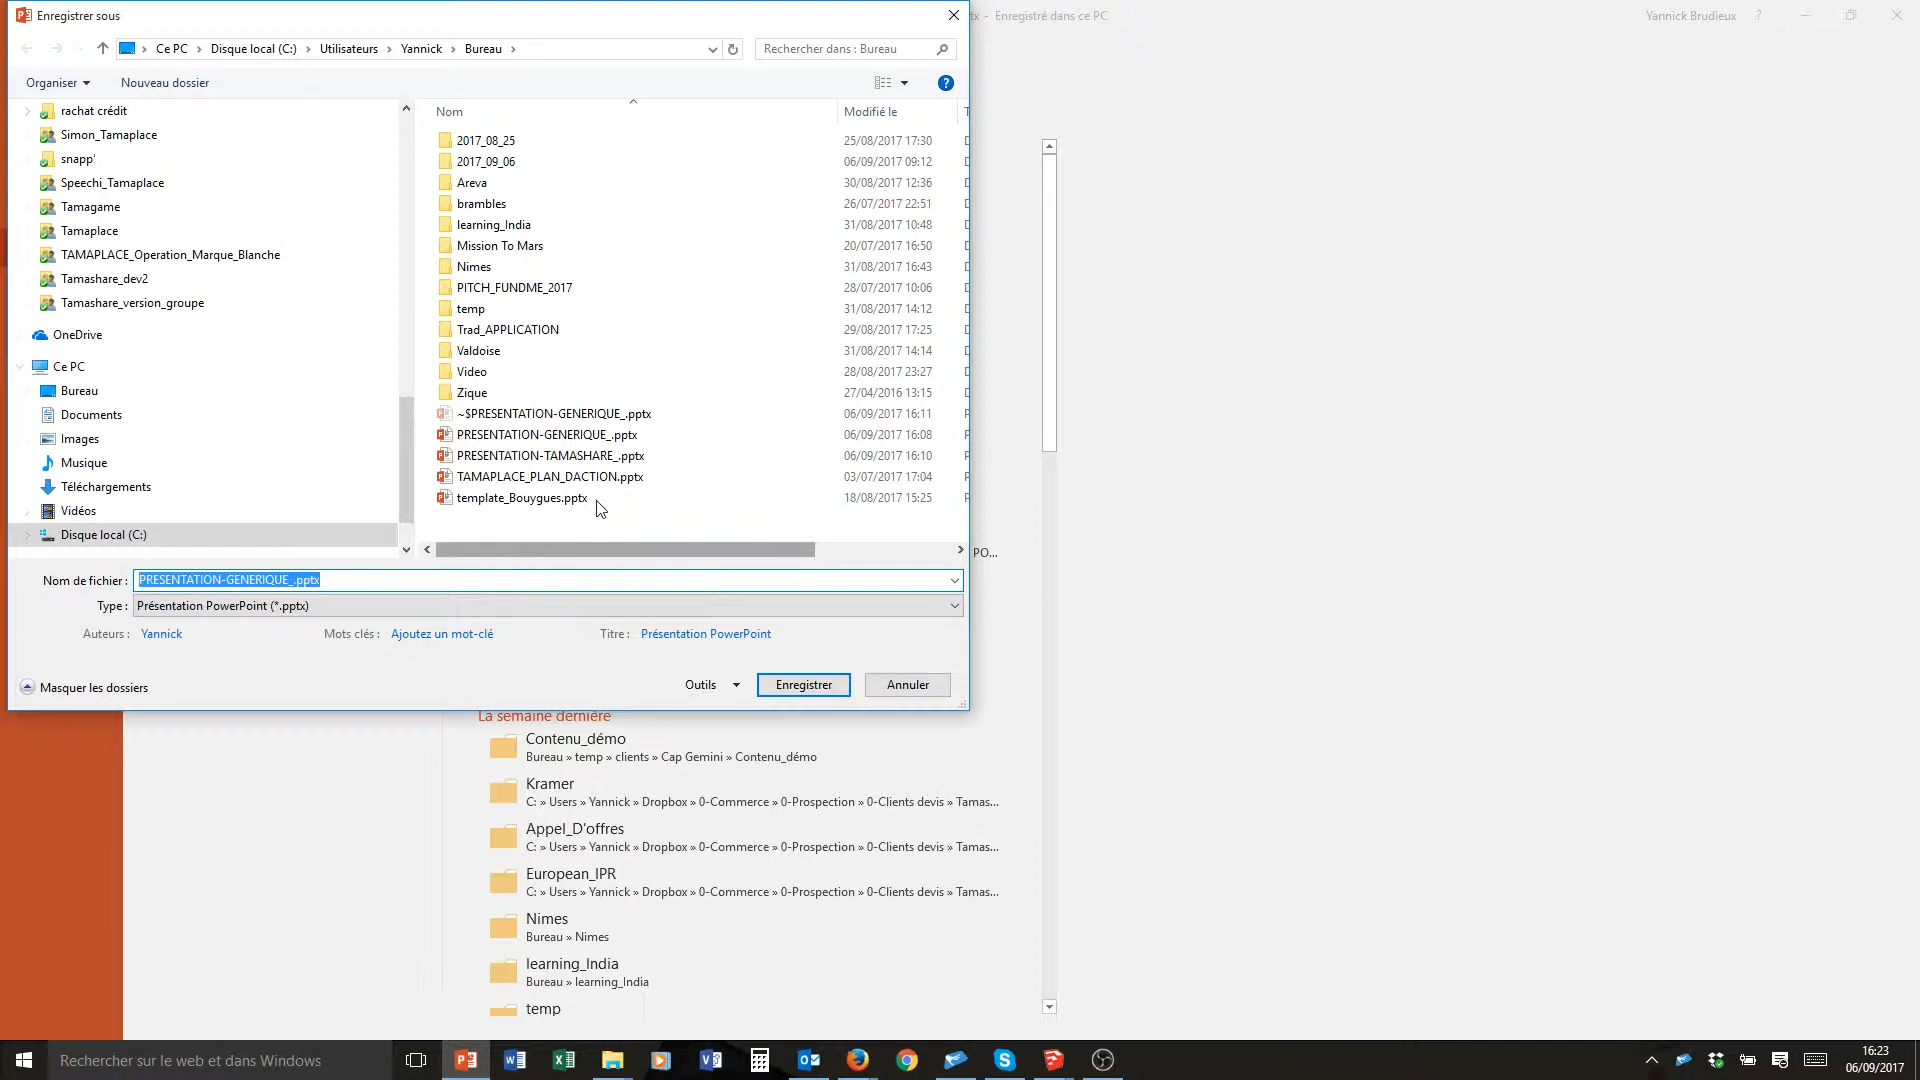 Enregistrer sous
tx - Enregistré dans ce PC
Yannick Brudieux ?
Ce PC › Disque local (C:) › Utilisateurs › Yannick › Bureau ›
Rechercher dans : Bureau
Organiser
Nouveau dossier
?
rachat crédit
Simon_Tamaplace
snapp'
Speechi_Tamaplace
Tamagame
Tamaplace
TAMAPLACE_Operation_Marque_Blanche
Tamashare_dev2
Tamashare_version_groupe
OneDrive
Ce PC
Bureau
Documents
Images
Musique
Téléchargements
Vidéos
Disque local (C:)
Nom Modifié le T
2017_08_25 25/08/2017 17:30 D
2017_09_06 06/09/2017 09:12 D
Areva 30/08/2017 12:36 D
brambles 26/07/2017 22:51 D
learning_India 31/08/2017 10:48 D
Mission To Mars 20/07/2017 16:50 D
Nimes 31/08/2017 16:43 D
PITCH_FUNDME_2017 28/07/2017 10:06 D
temp 31/08/2017 14:12 D
Trad_APPLICATION 29/08/2017 17:25 D
Valdoise 31/08/2017 14:14 D
Video 28/08/2017 23:27 D
Zique 27/04/2016 13:15 D
~$PRESENTATION-GENERIQUE_.pptx 06/09/2017 16:11 P
PRESENTATION-GENERIQUE_.pptx 06/09/2017 16:08 P
PRESENTATION-TAMASHARE_.pptx 06/09/2017 16:10 P
TAMAPLACE_PLAN_DACTION.pptx 03/07/2017 17:04 P
template_Bouygues.pptx 18/08/2017 15:25 P
PO...
Nom de fichier : PRESENTATION-GENERIQUE_.pptx
Type : Présentation PowerPoint (*.pptx)
Auteurs : Yannick
Mots clés : Ajoutez un mot-clé
Titre : Présentation PowerPoint
Masquer les dossiers
Outils
Enregistrer
Annuler
La semaine dernière
Contenu_démo
Bureau » temp » clients » Cap Gemini » Contenu_démo
Kramer
C: » Users » Yannick » Dropbox » 0-Commerce » 0-Prospection » 0-Clients devis » Tamas...
Appel_D'offres
C: » Users » Yannick » Dropbox » 0-Commerce » 0-Prospection » 0-Clients devis » Tamas...
European_IPR
C: » Users » Yannick » Dropbox » 0-Commerce » 0-Prospection » 0-Clients devis » Tamas...
Nimes
Bureau » Nimes
learning_India
Bureau » learning_India
temp
Rechercher sur le web et dans Windows
16:23
06/09/2017